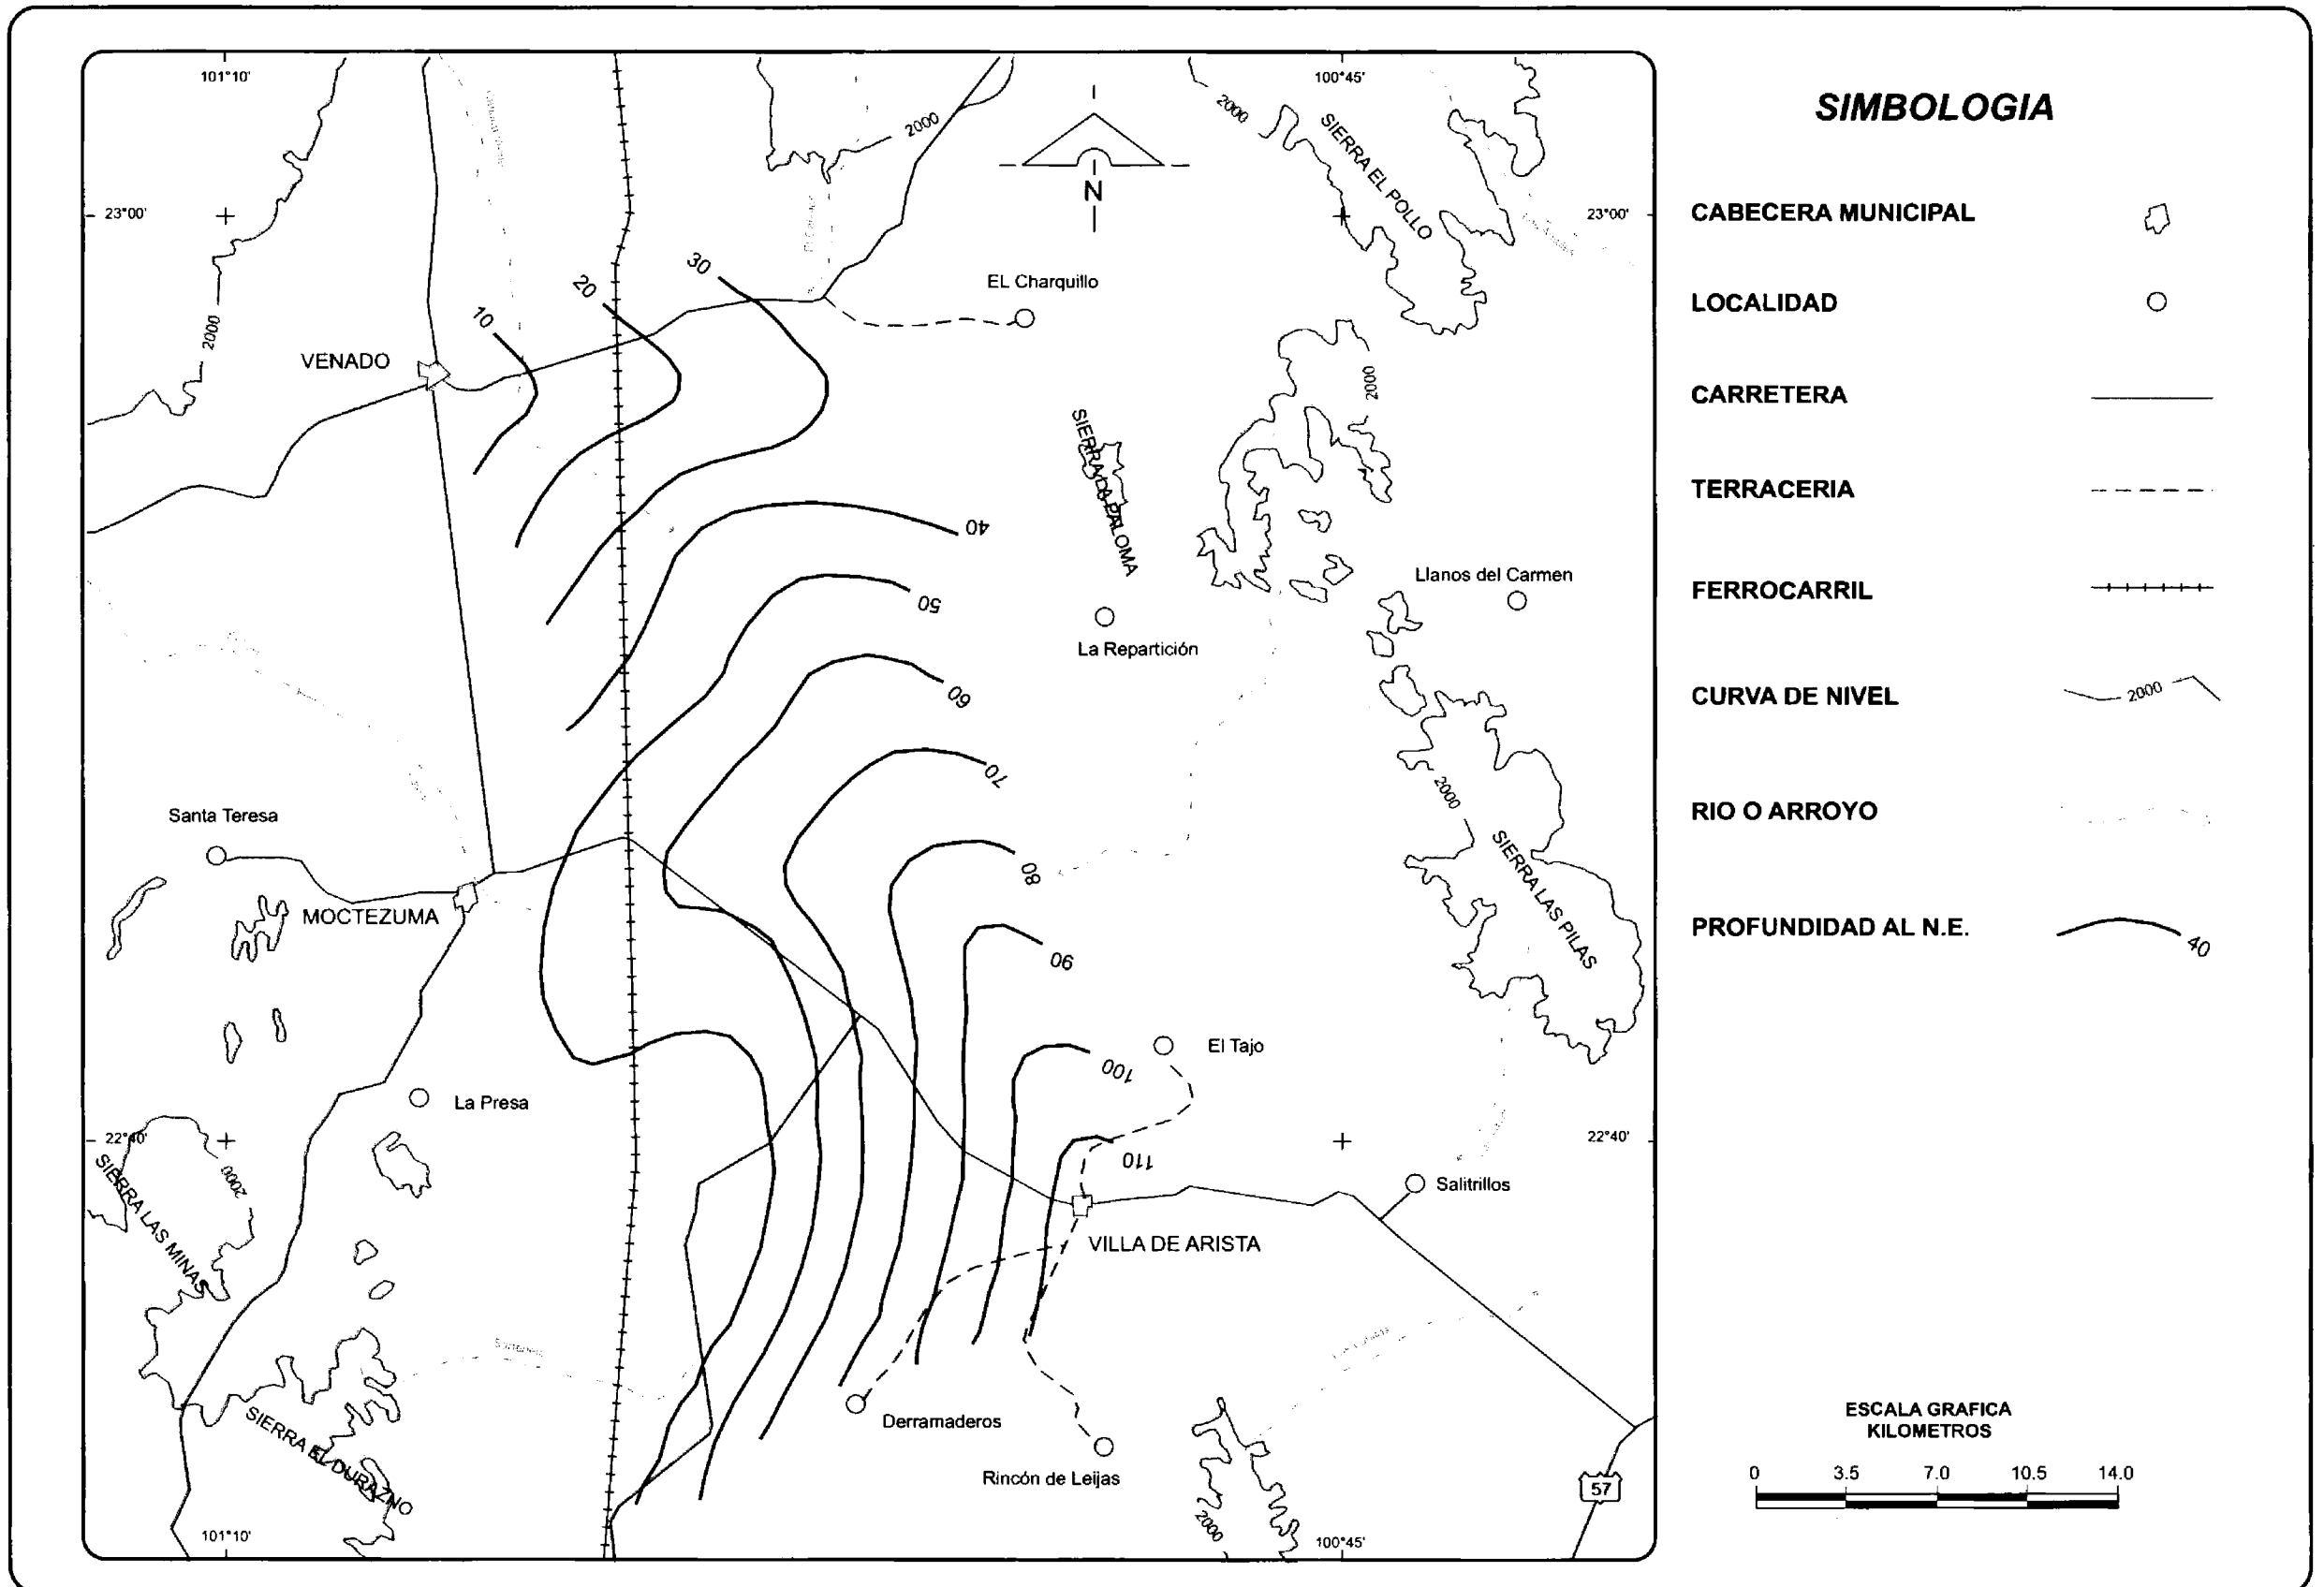 101°10'
100°45'
2000
2000
SIERRA EL POLLO
23°00'
23°00'
N
30
EL Charquillo
20
10
2000
VENADO
2000
SIERRA LA PALOMA
40
Llanos del Carmen
50
La Repartición
60
70
2000
Santa Teresa
80
SIERRA LAS PILAS
MOCTEZUMA
90
El Tajo
100
La Presa
22°40'
22°40'
110
2000
SIERRA LAS MINAS
Salitrillos
VILLA DE ARISTA
Derramaderos
SIERRA EL DURAZNO
Rincón de Leijas
57
2000
101°10'
100°45'
SIMBOLOGIA
CABECERA MUNICIPAL
LOCALIDAD
CARRETERA
TERRACERIA
FERROCARRIL
CURVA DE NIVEL
2000
RIO O ARROYO
PROFUNDIDAD AL N.E.
40
ESCALA GRAFICA
KILOMETROS
0 3.5 7.0 10.5 14.0